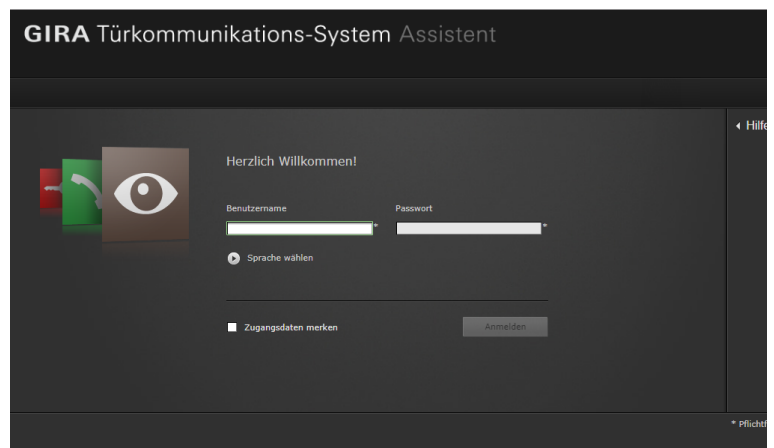 GIRA Türkommunikations-System Assistent
Hilfe
Herzlich Willkommen!
Benutzername Passwort
* *
Sprache wählen
Zugangsdaten merken Anmelden
* Pflichtf